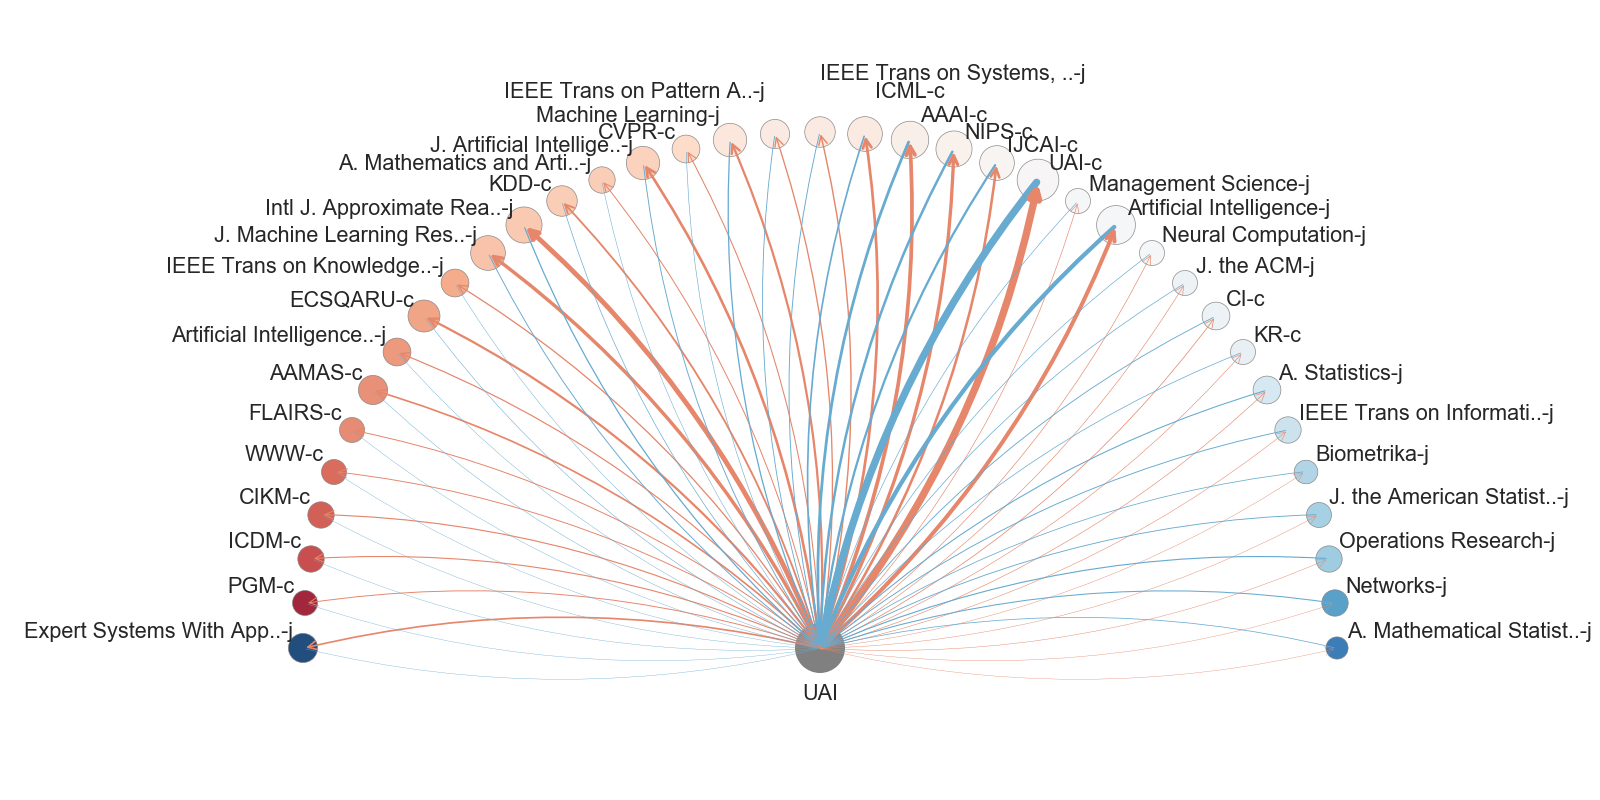 IEEE Trans on Systems, ..-j
IEEE Trans on Pattern A..-j
ICML-c
Machine Learning-j
AAAI-c
CVPR-c
NIPS-c
J. Artificial Intellige..-j
IJCAI-c
A. Mathematics and Arti..-j
UAI-c
KDD-c
Management Science-j
Intl J. Approximate Rea..-j
Artificial Intelligence-j
J. Machine Learning Res..-j
Neural Computation-j
IEEE Trans on Knowledge..-j
J. the ACM-j
ECSQARU-c
CI-c
Artificial Intelligence..-j
KR-c
AAMAS-c
A. Statistics-j
FLAIRS-c
IEEE Trans on Informati..-j
WWW-c
Biometrika-j
CIKM-c
J. the American Statist..-j
ICDM-c
Operations Research-j
PGM-c
Networks-j
Expert Systems With App..-j
A. Mathematical Statist..-j
UAI